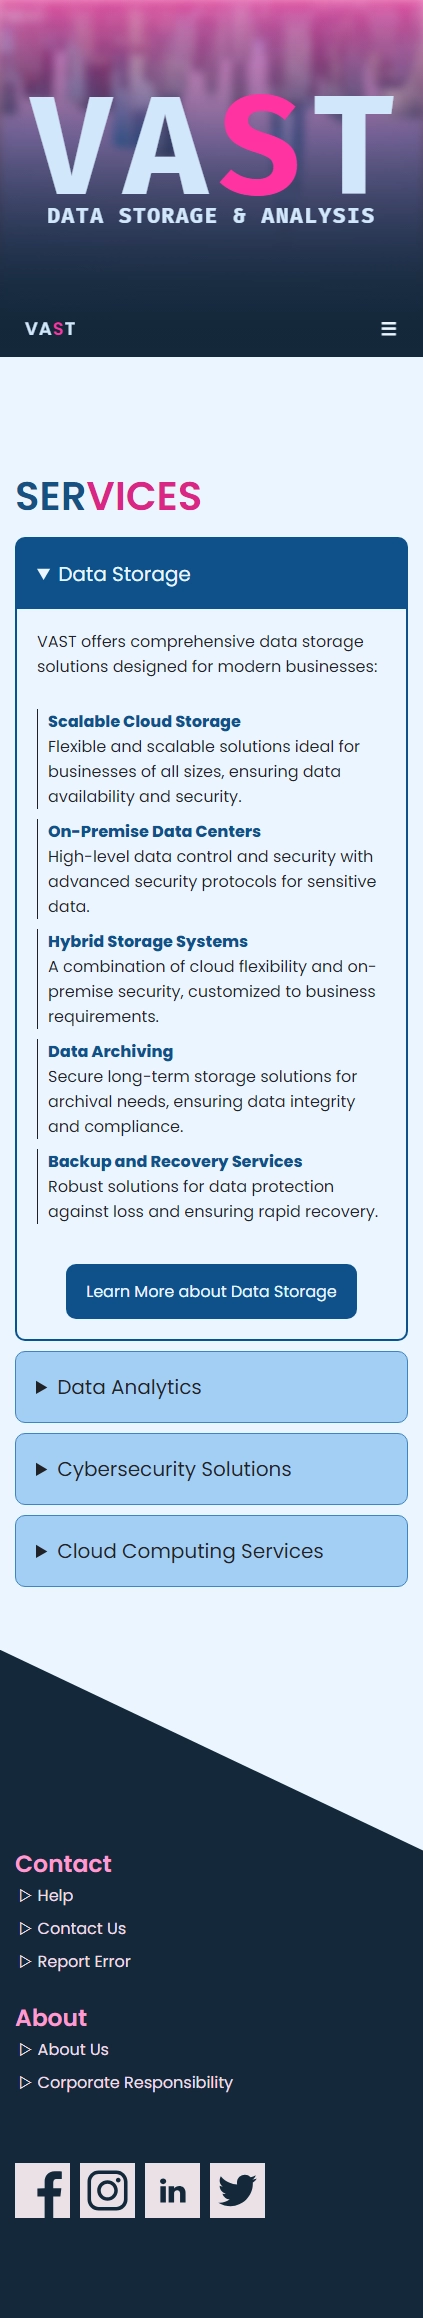 VAST
DATA STORAGE & ANALYSIS
VAST
SERVICES
Data Storage
VAST offers comprehensive data storage
solutions designed for modern businesses:
Scalable Cloud Storage
Flexible and scalable solutions ideal for
businesses of all sizes, ensuring data
availability and security.
On-Premise Data Centers
High-level data control and security with
advanced security protocols for sensitive
data.
Hybrid Storage Systems
A combination of cloud flexibility and on-
premise security, customized to business
requirements.
Data Archiving
Secure long-term storage solutions for
archival needs, ensuring data integrity
and compliance.
Backup and Recovery Services
Robust solutions for data protection
against loss and ensuring rapid recovery.
Learn More about Data Storage
Data Analytics
Cybersecurity Solutions
Cloud Computing Services
Contact
Help
Contact Us
Report Error
About
About Us
Corporate Responsibility